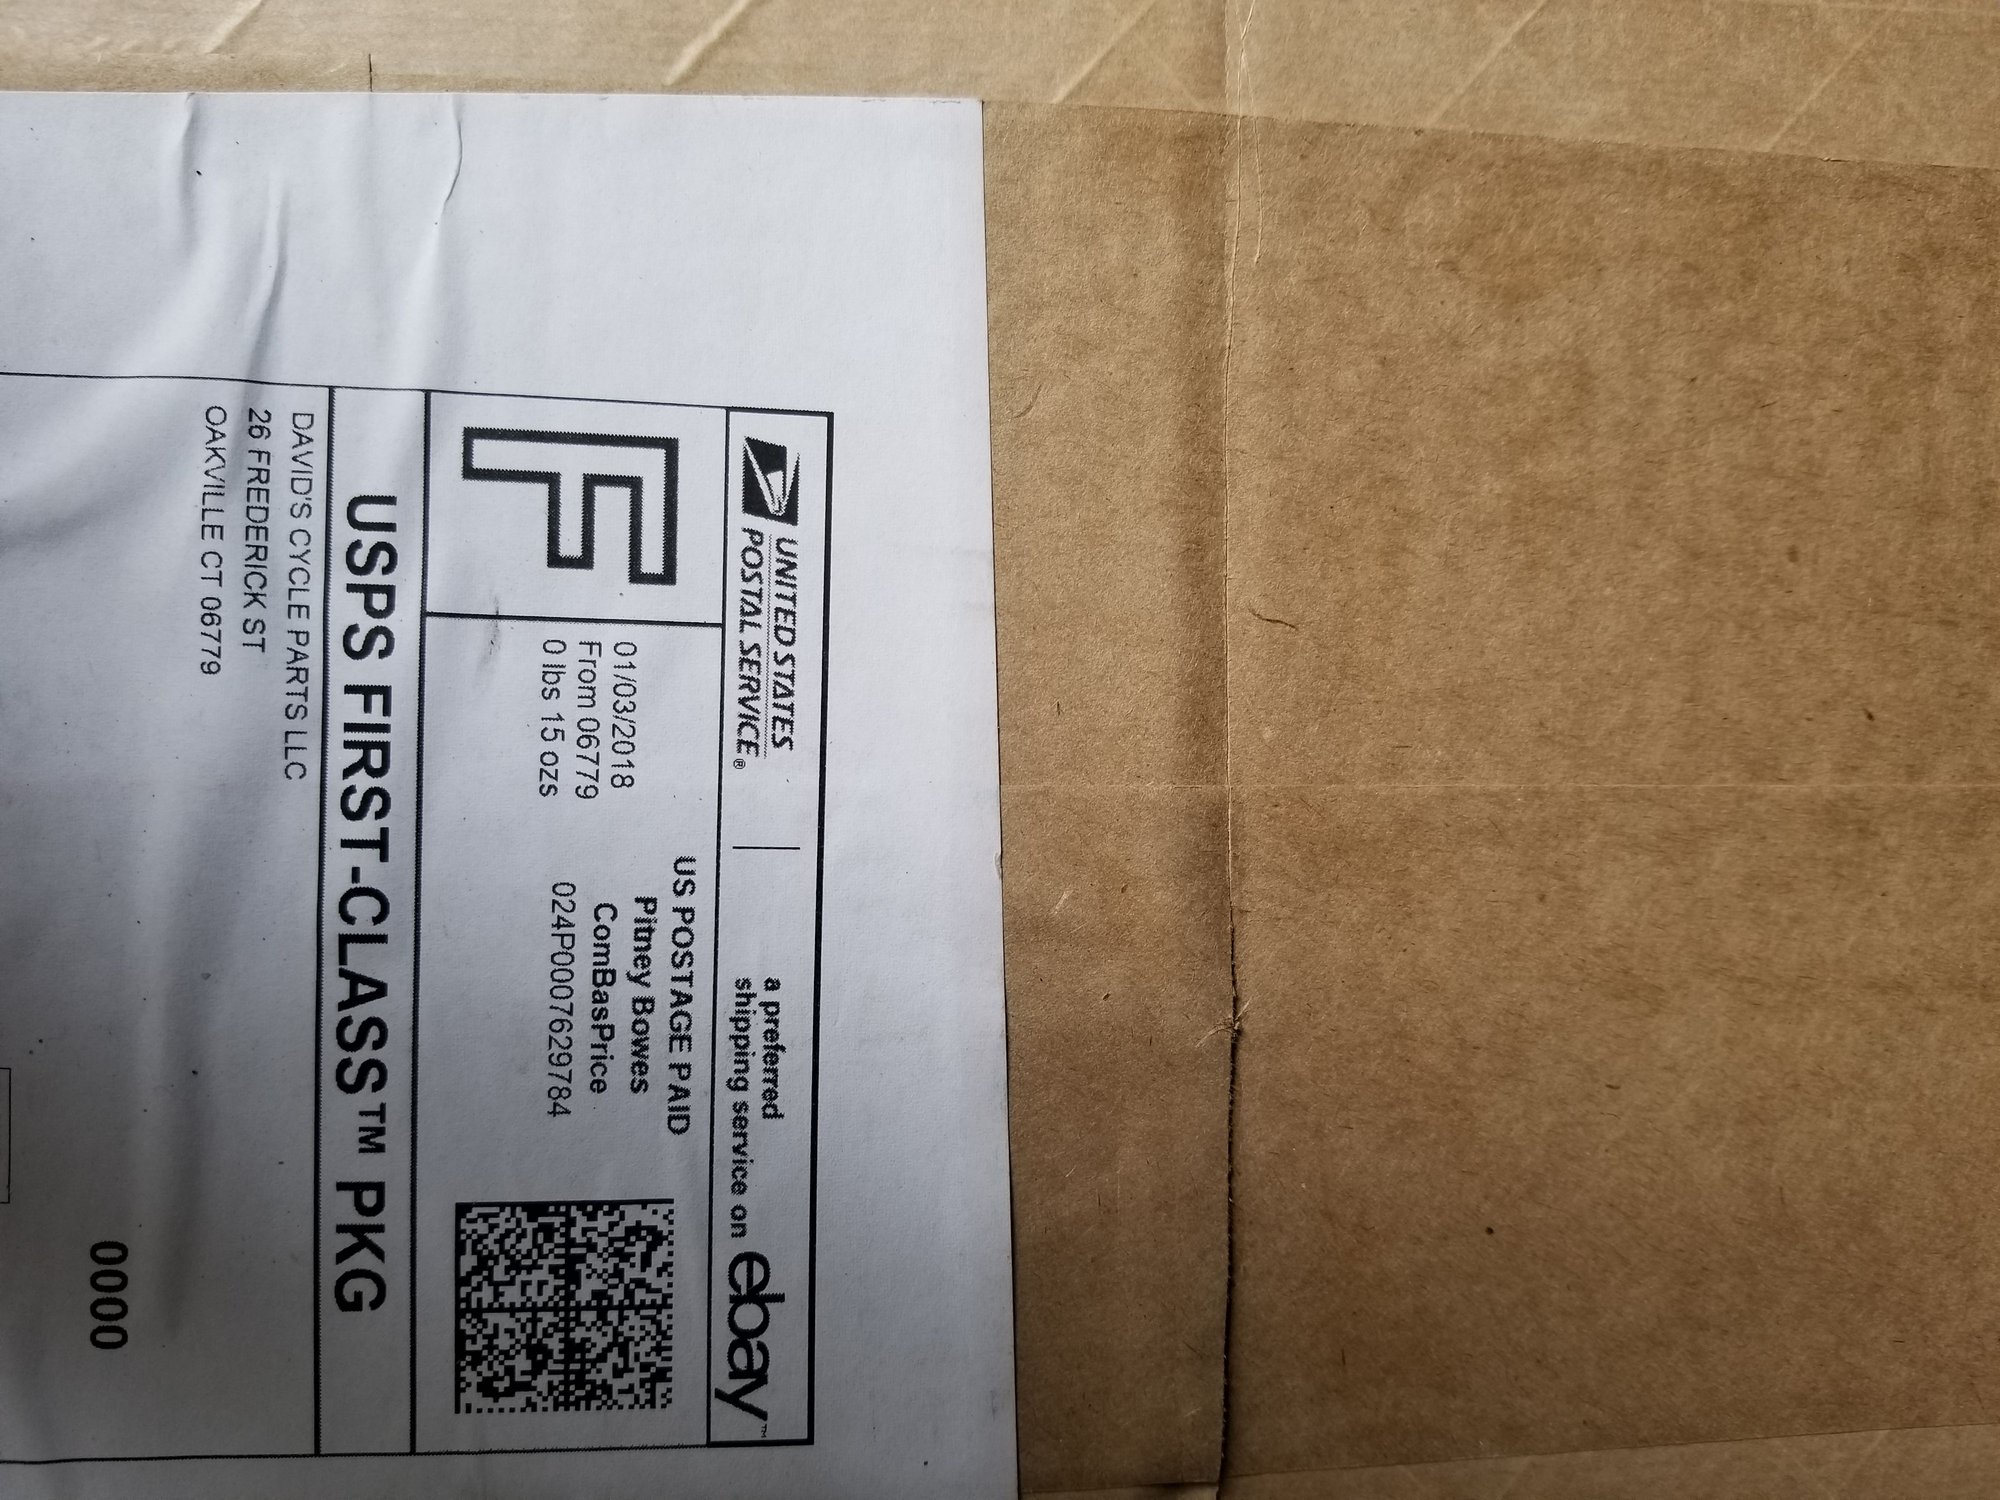 UNITED STATES
POSTAL SERVICE®
a preferred
shipping service on ebay™
F
01/03/2018
From 06779
0 lbs 15 ozs
US POSTAGE PAID
Pitney Bowes
ComBasPrice
024P0007629784
USPS FIRST-CLASS™ PKG
DAVID'S CYCLE PARTS LLC
26 FREDERICK ST
OAKVILLE CT 06779
0000